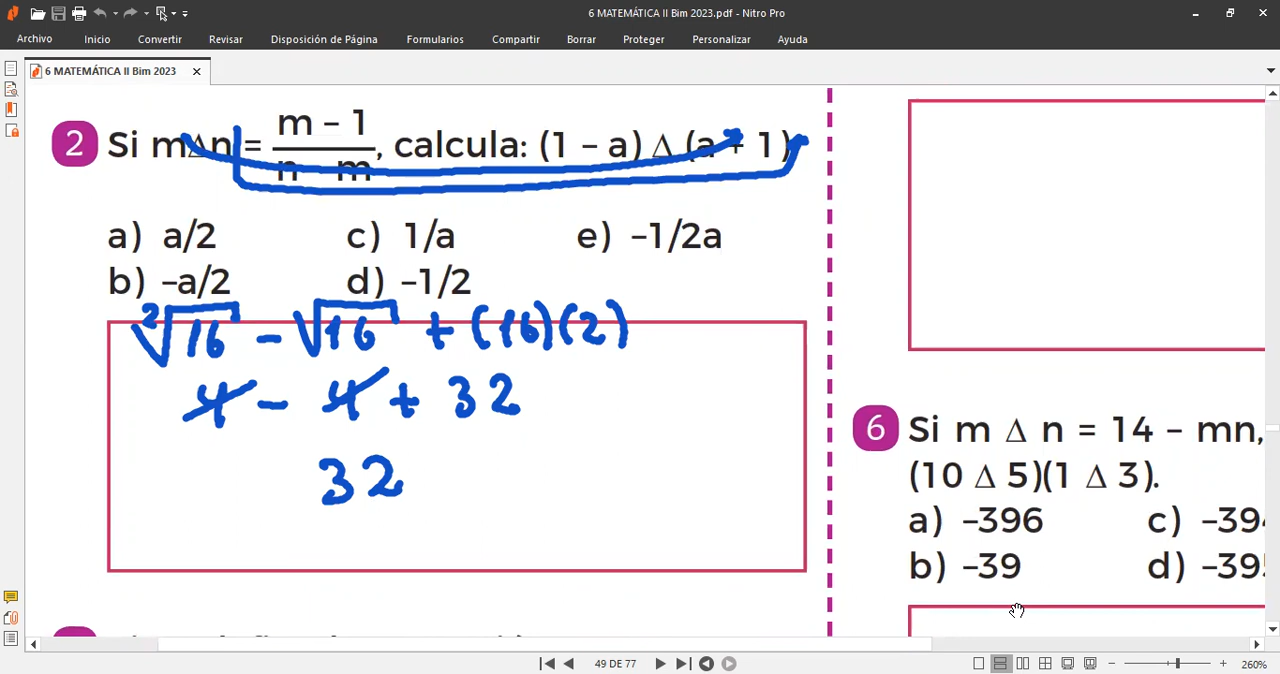 6 MATEMÁTICA II Bim 2023.pdf - Nitro Pro
Archivo Inicio Convertir Revisar Disposición de Página Formularios Compartir Borrar Proteger Personalizar Ayuda
6 MATEMÁTICA II Bim 2023
2 Si m∆n = m – 1 / n – m, calcula: (1 – a) ∆ (a + 1)
a) a/2 c) 1/a e) –1/2a
b) –a/2 d) –1/2
²√16 – √16 + (16)(2)
4 – 4 + 32
32
6 Si m ∆ n = 14 – mn,
(10 ∆ 5)(1 ∆ 3).
a) –396 c) –394
b) –39 d) –395
49 DE 77
260%